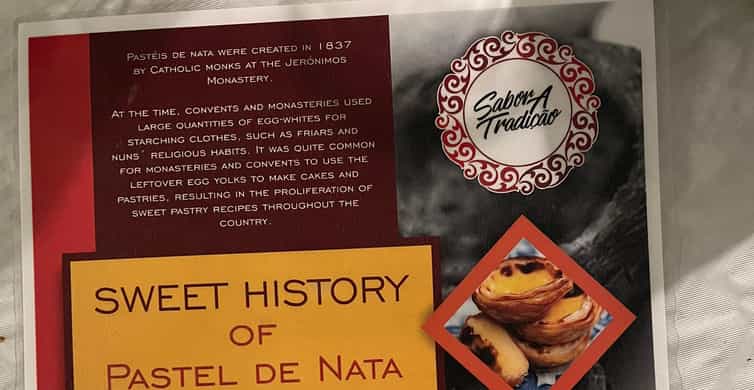 Pastéis de nata were created in 1837
by Catholic monks at the Jerónimos
Monastery.
At the time, convents and monasteries used
large quantities of egg-whites for
starching clothes, such as friars and
nuns´ religious habits. It was quite common
for monasteries and convents to use the
leftover egg yolks to make cakes and
pastries, resulting in the proliferation of
sweet pastry recipes throughout the
country.
Sabor A
Tradição
SWEET HISTORY
OF
PASTEL DE NATA